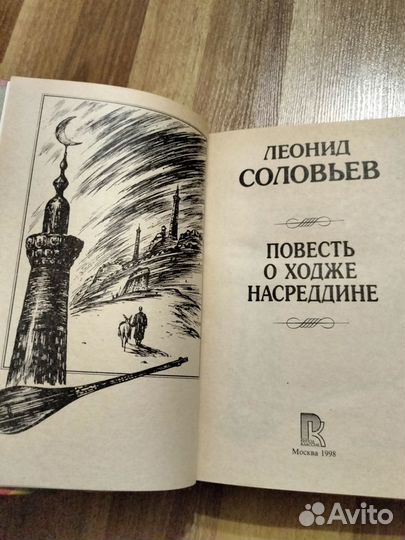 ЛЕОНИД
СОЛОВЬЕВ
ПОВЕСТЬ
О ХОДЖЕ
НАСРЕДДИНЕ
Москва 1998
Avito